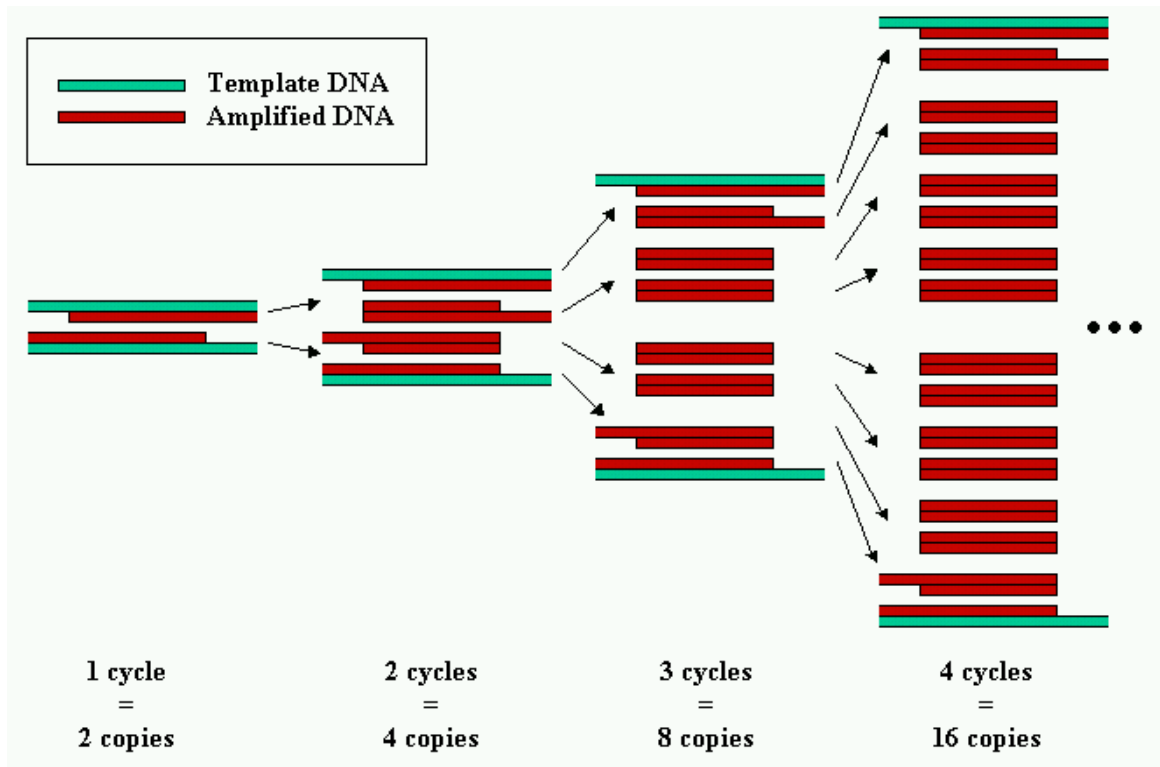 Template DNA
Amplified DNA
1 cycle
=
2 copies
2 cycles
=
4 copies
3 cycles
=
8 copies
4 cycles
=
16 copies